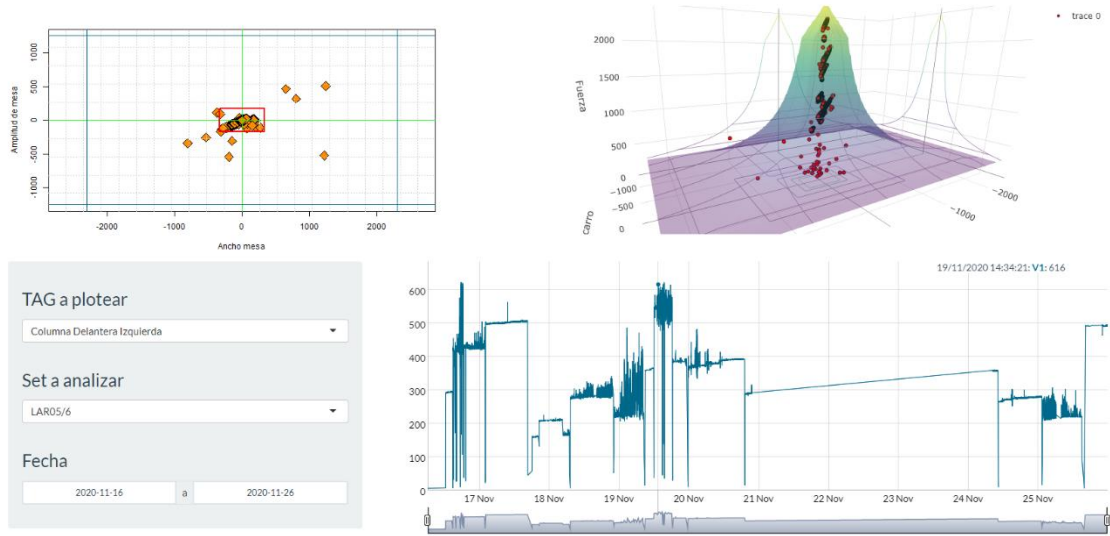 1000
500
0
-500
-1000
Amplitud de mesa
-2000
-1000
0
1000
2000
Ancho mesa
trace 0
2000
1500
1000
500
0
Fuerza
−1000
−500
0
carro
−2000
−1000
TAG a plotear
Columna Delantera Izquierda
Set a analizar
LAR05/6
Fecha
2020-11-16 a 2020-11-26
19/11/2020 14:34:21: V1: 616
600
500
400
300
200
100
0
17 Nov 18 Nov 19 Nov 20 Nov 21 Nov 22 Nov 23 Nov 24 Nov 25 Nov